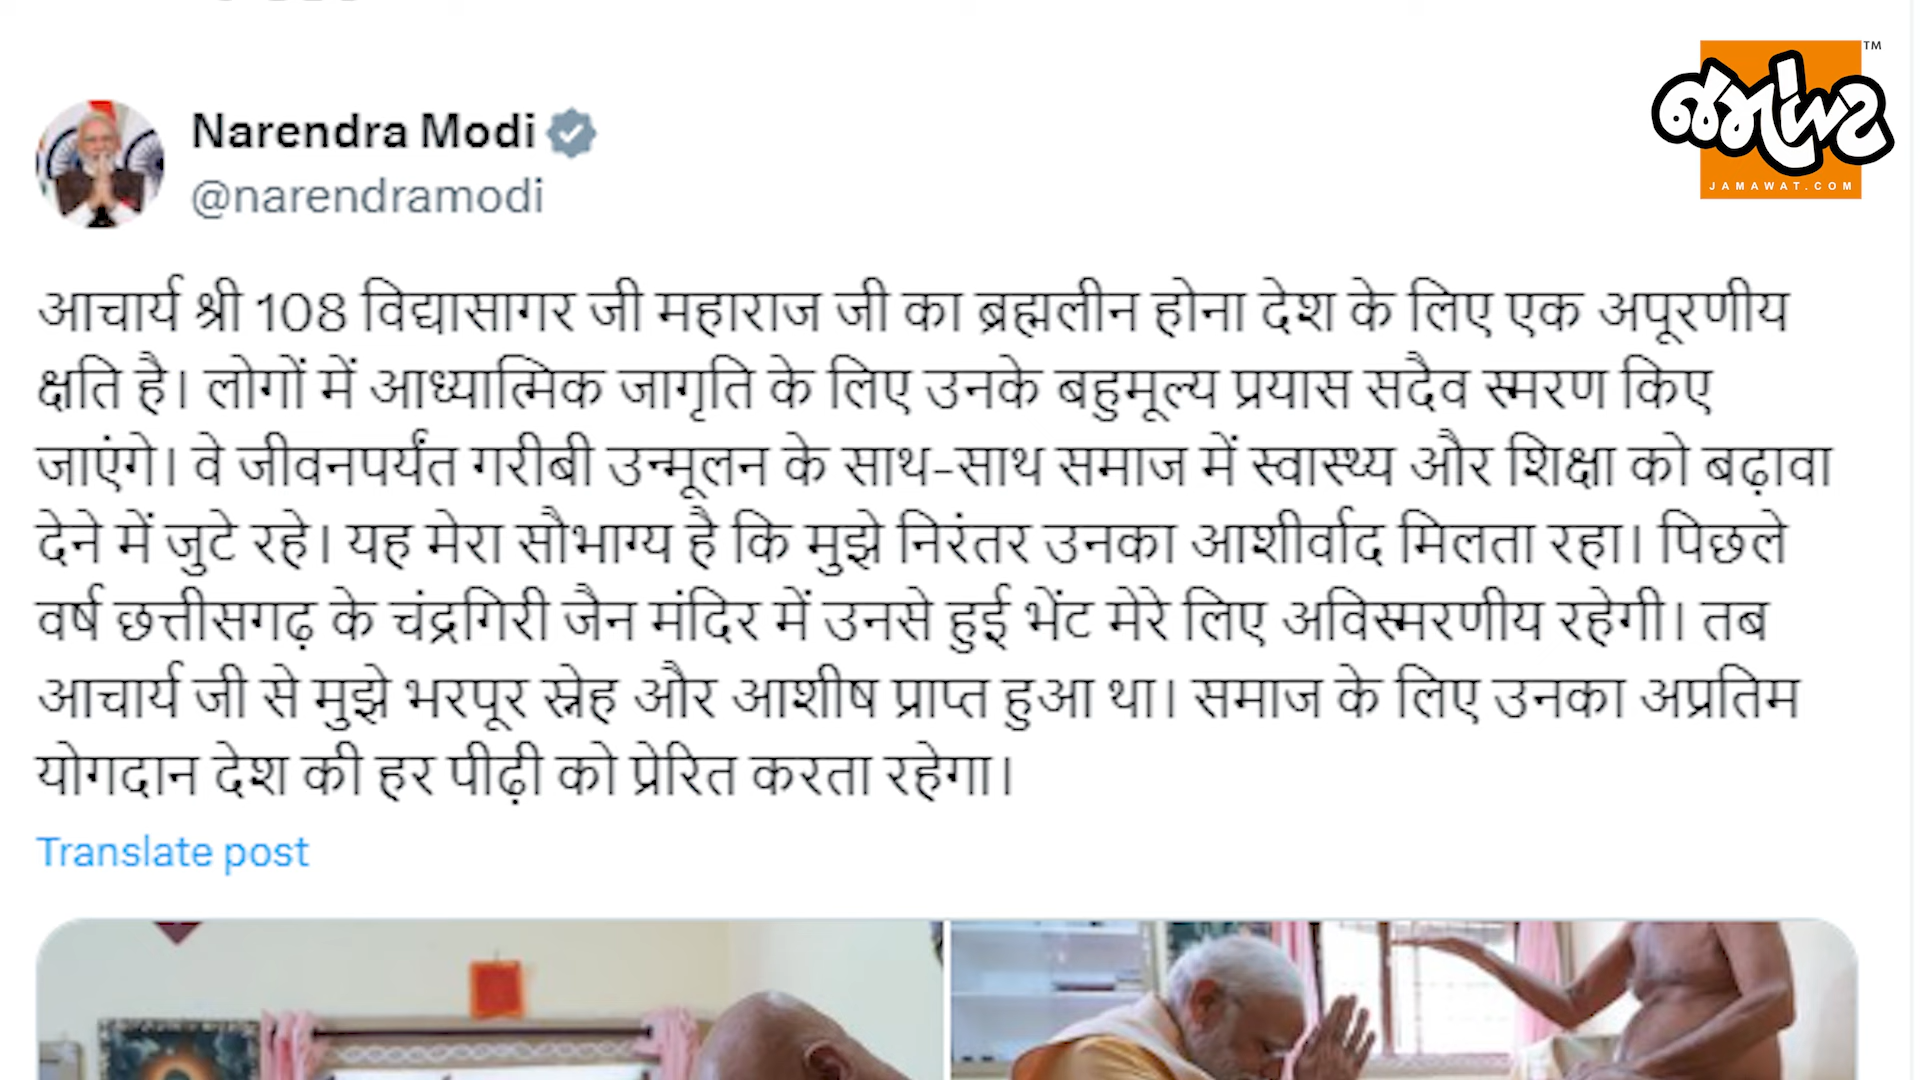 Narendra Modi
@narendramodi
જમાવટ
TM
JAMAWAT.COM
आचार्य श्री 108 विद्यासागर जी महाराज जी का ब्रह्मलीन होना देश के लिए एक अपूरणीय
क्षति है। लोगों में आध्यात्मिक जागृति के लिए उनके बहुमूल्य प्रयास सदैव स्मरण किए
जाएंगे। वे जीवनपर्यंत गरीबी उन्मूलन के साथ-साथ समाज में स्वास्थ्य और शिक्षा को बढ़ावा
देने में जुटे रहे। यह मेरा सौभाग्य है कि मुझे निरंतर उनका आशीर्वाद मिलता रहा। पिछले
वर्ष छत्तीसगढ़ के चंद्रगिरी जैन मंदिर में उनसे हुई भेंट मेरे लिए अविस्मरणीय रहेगी। तब
आचार्य जी से मुझे भरपूर स्नेह और आशीष प्राप्त हुआ था। समाज के लिए उनका अप्रतिम
योगदान देश की हर पीढ़ी को प्रेरित करता रहेगा।
Translate post